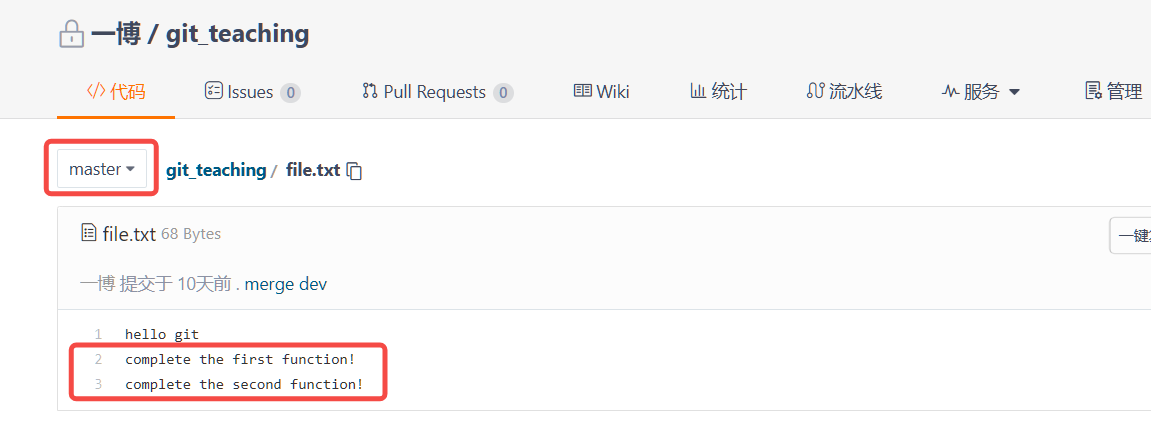 一博 / git_teaching
代码 Issues 0 Pull Requests 0 Wiki 统计 流水线 服务 管理
master git_teaching / file.txt
file.txt 68 Bytes 一键
一博 提交于 10天前 . merge dev
1 hello git
2 complete the first function!
3 complete the second function!